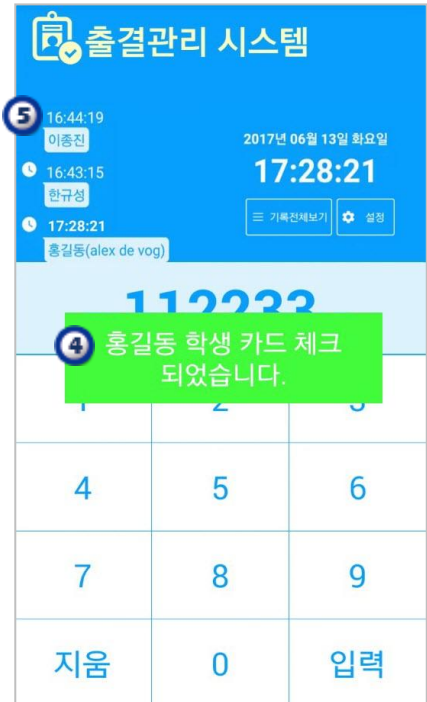 출결관리 시스템
5 16:44:19
이종진
16:43:15
한규성
17:28:21
홍길동(alex de vog)
2017년 06월 13일 화요일
17:28:21
기록전체보기 설정
112233
4 홍길동 학생 카드 체크
되었습니다.
1 2 3
4 5 6
7 8 9
지움 0 입력